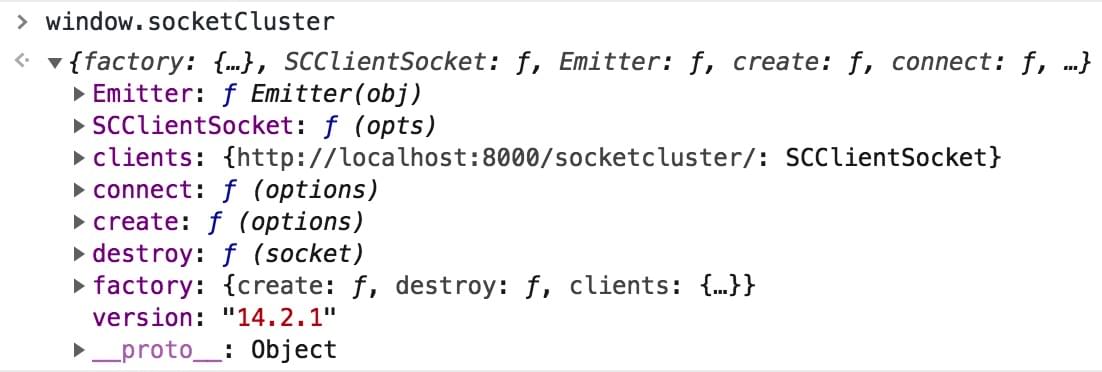 > window.socketCluster
<· ▼{factory: {…}, SCClientSocket: ƒ, Emitter: ƒ, create: ƒ, connect: ƒ, …}
▶Emitter: ƒ Emitter(obj)
▶SCClientSocket: ƒ (opts)
▶clients: {http://localhost:8000/socketcluster/: SCClientSocket}
▶connect: ƒ (options)
▶create: ƒ (options)
▶destroy: ƒ (socket)
▶factory: {create: ƒ, destroy: ƒ, clients: {…}}
version: "14.2.1"
▶__proto__: Object